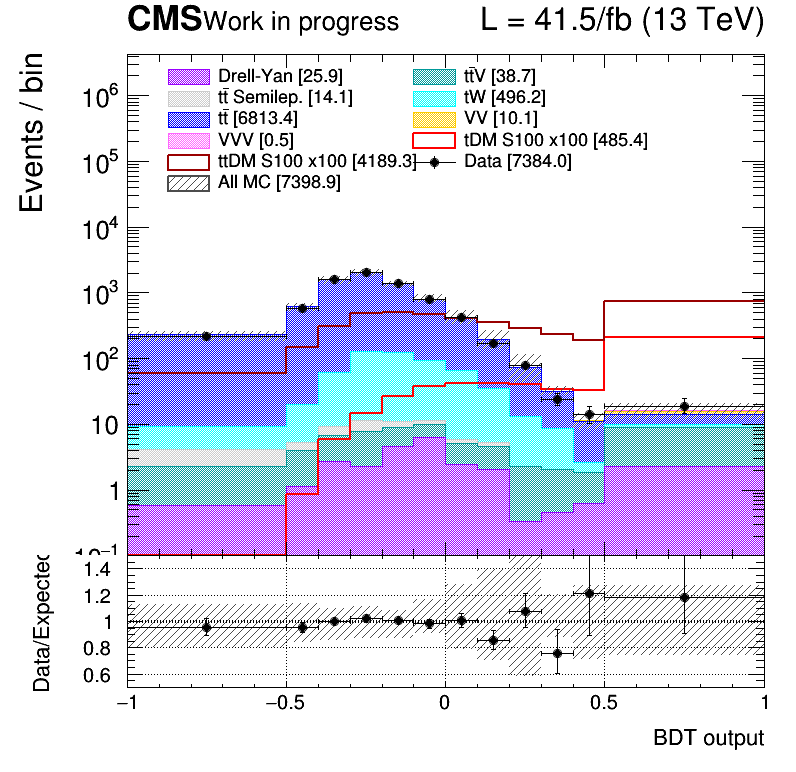 CMS Work in progress L = 41.5/fb (13 TeV)
Events / bin
Drell-Yan [25.9] tt̄V [38.7]
tt̄ Semilep. [14.1] tW [496.2]
tt̄ [6813.4] VV [10.1]
VVV [0.5] tDM S100 x100 [485.4]
ttDM S100 x100 [4189.3] Data [7384.0]
All MC [7398.9]
10⁶
10⁵
10⁴
10³
10²
10
1
10⁻¹
Data/Expected
1.4
1.2
1
0.8
0.6
−1 −0.5 0 0.5 1
BDT output